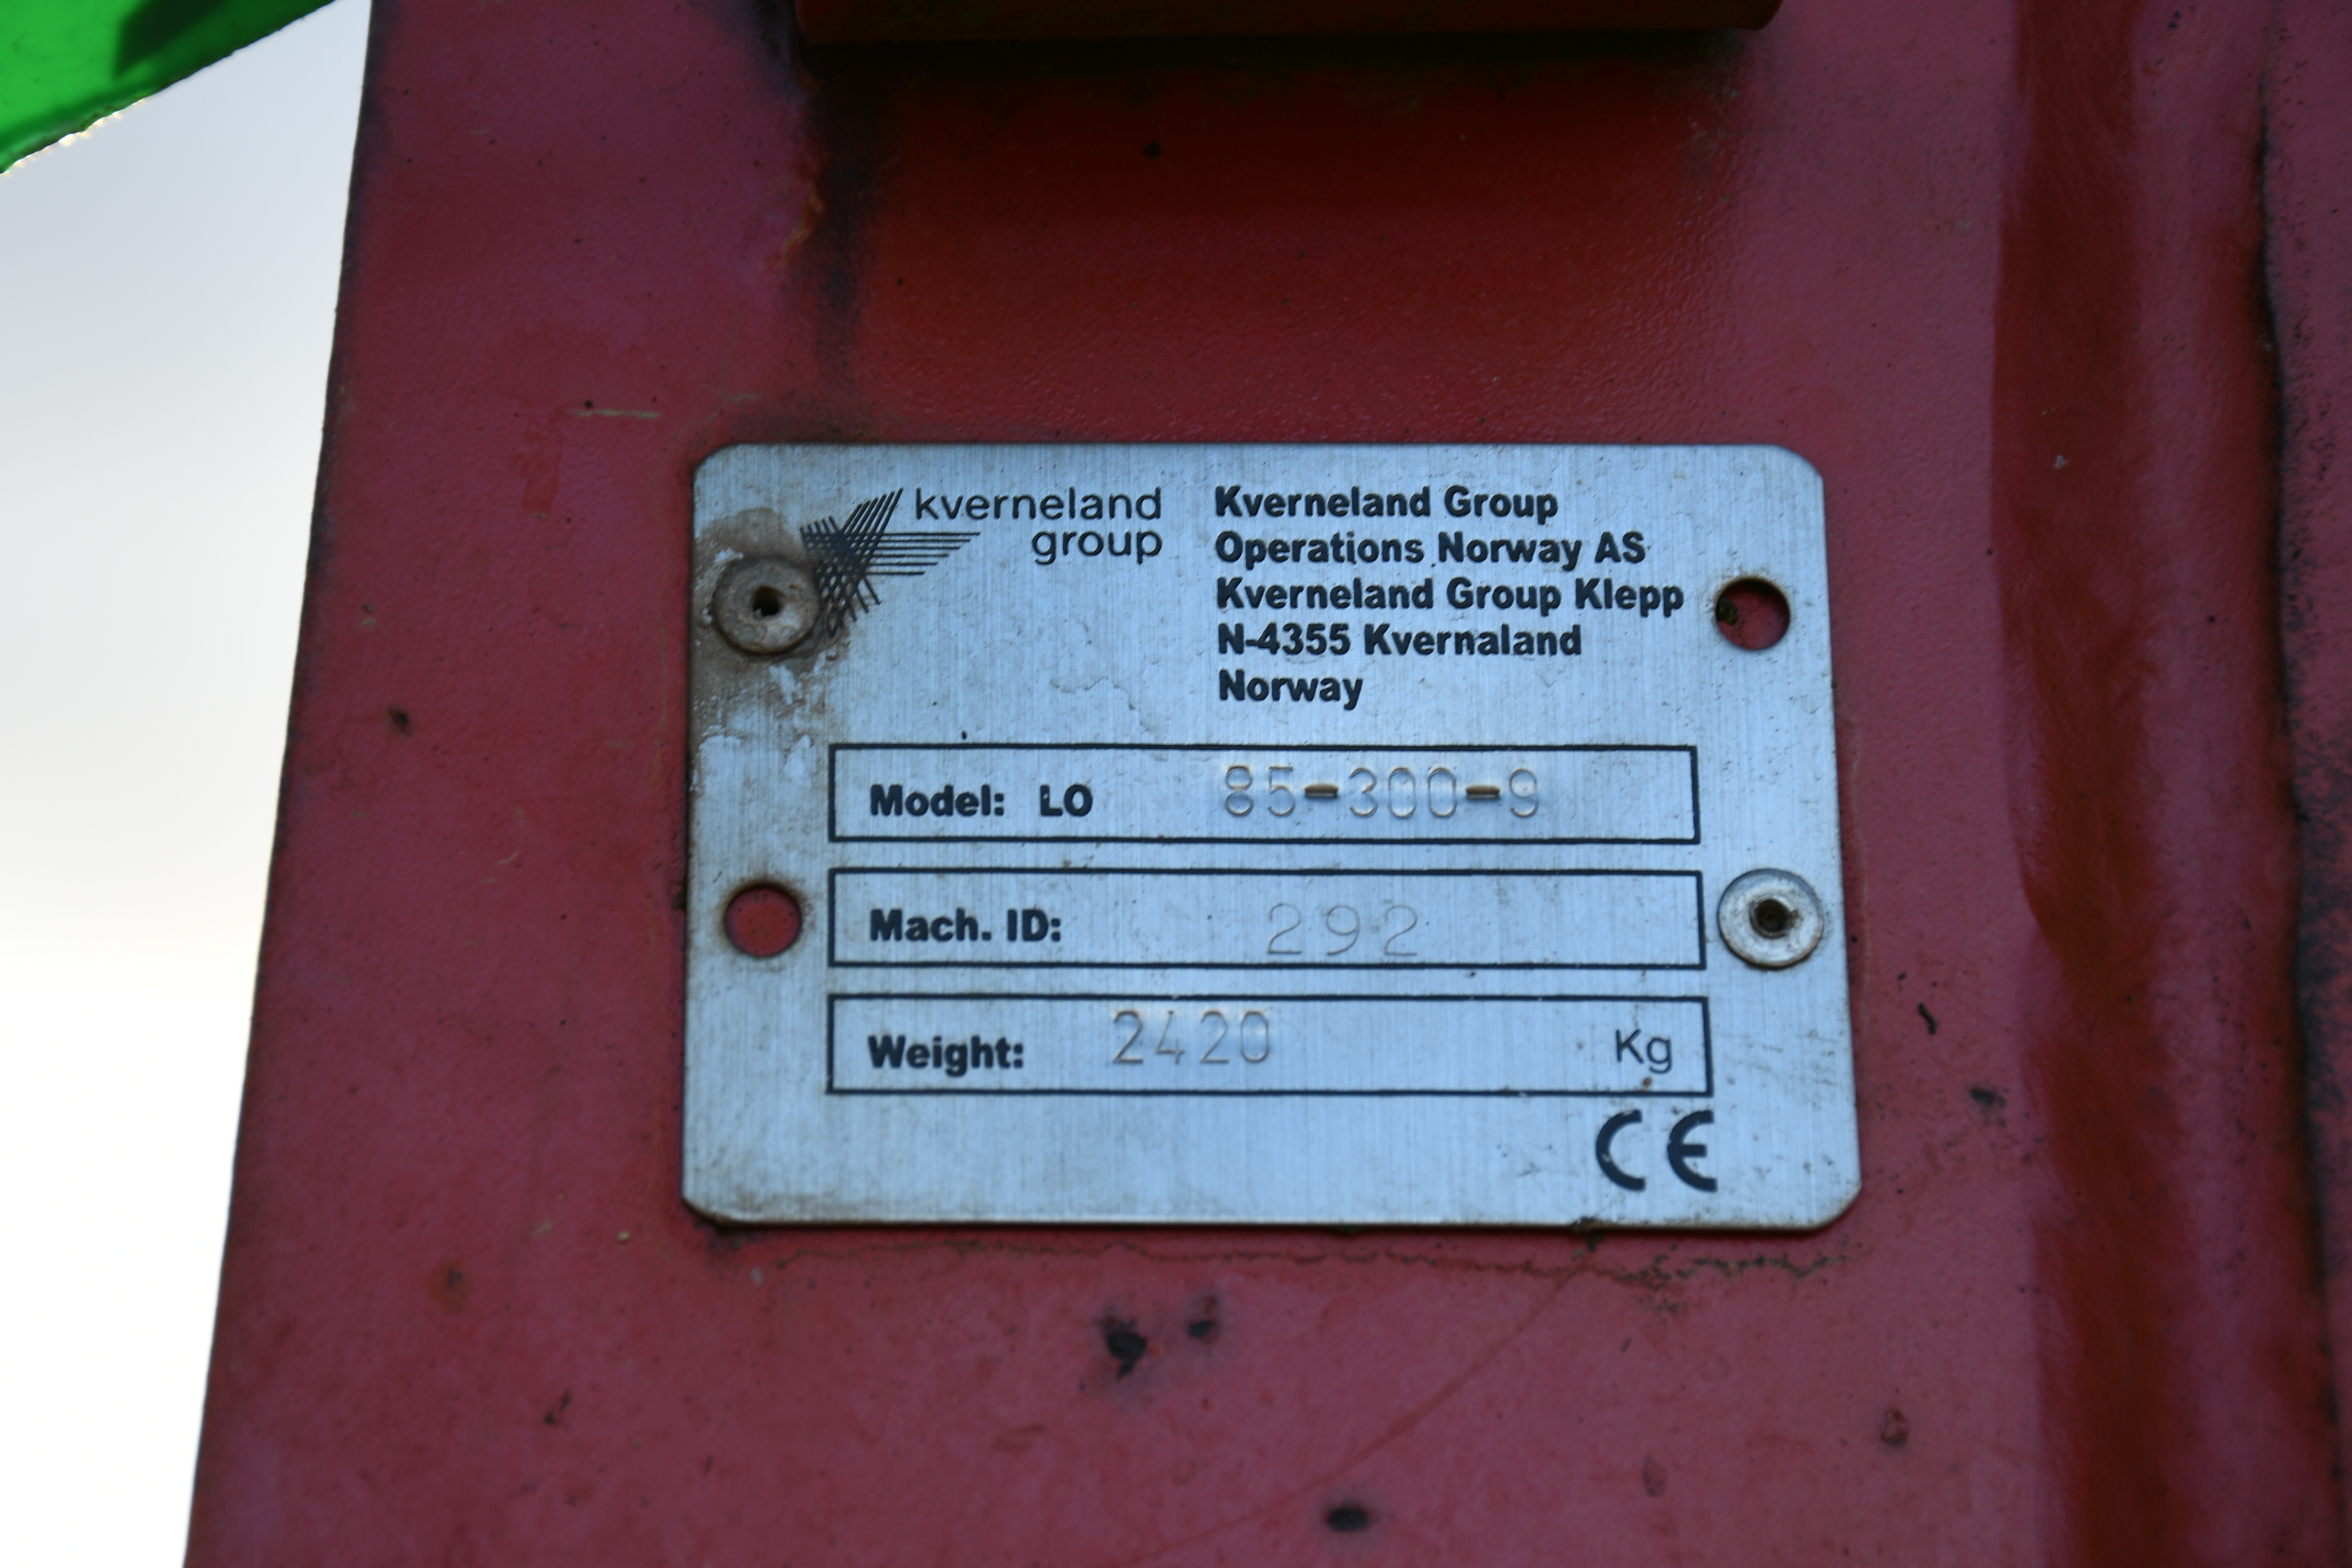 kverneland
group
Kverneland Group
Operations Norway AS
Kverneland Group Klepp
N-4355 Kvernaland
Norway
Model: LO 85-300-9
Mach. ID: 292
Weight: 2420 Kg
CE